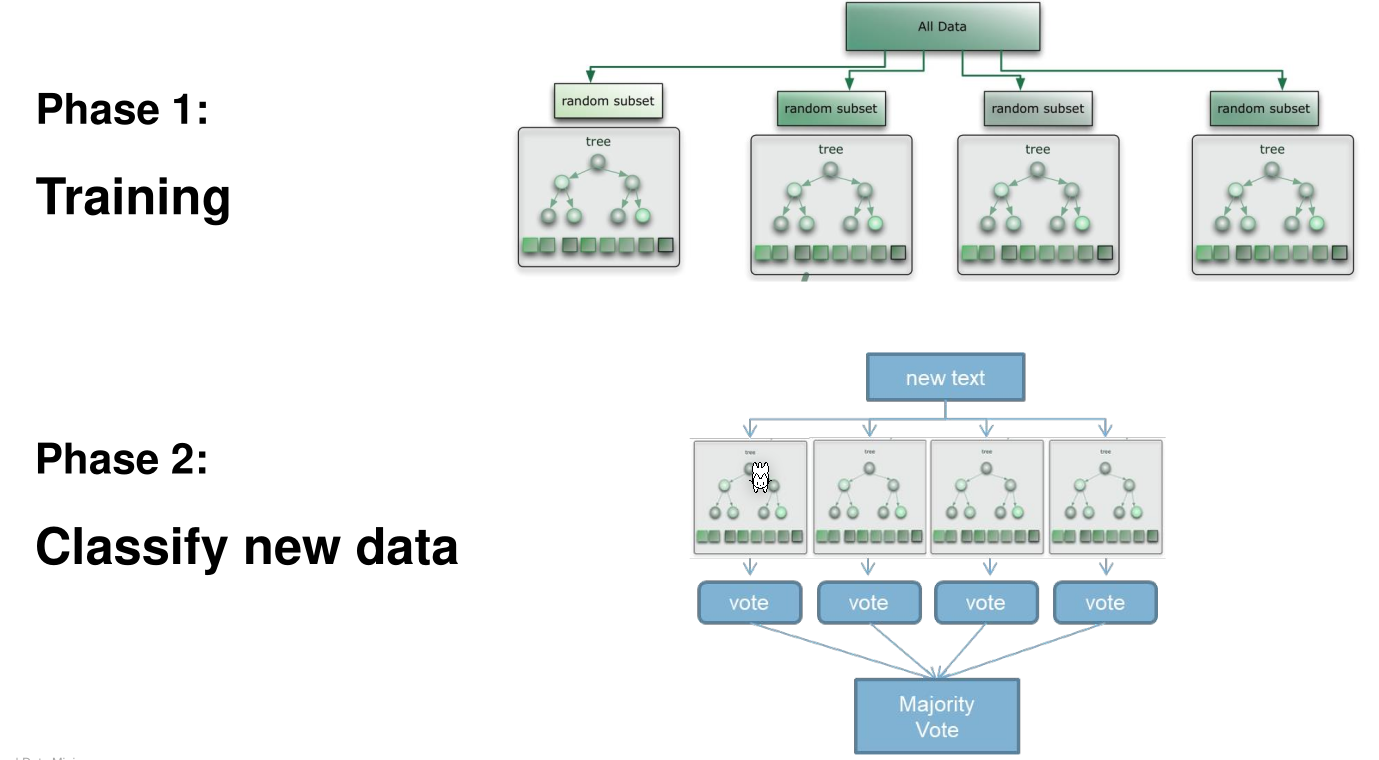 All Data
Phase 1:
Training
random subset
random subset
random subset
random subset
tree
tree
tree
tree
new text
Phase 2:
Classify new data
tree
tree
tree
tree
vote
vote
vote
vote
Majority
Vote